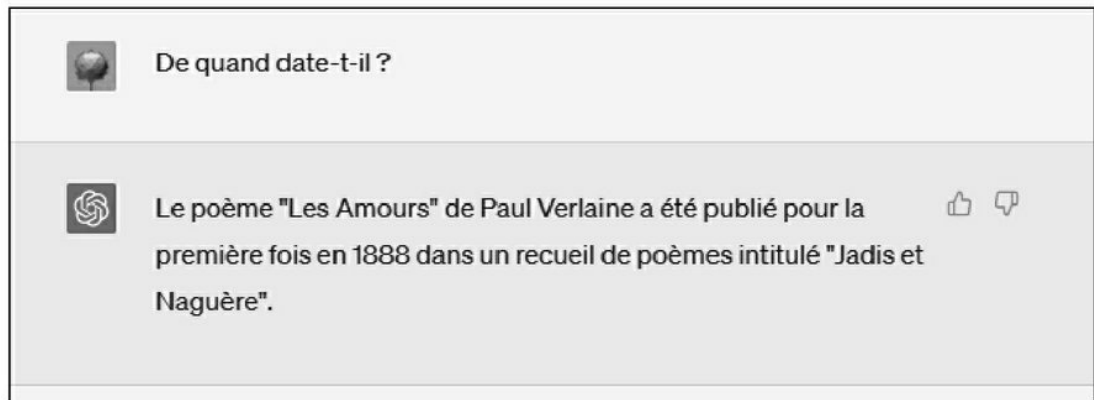 De quand date-t-il ?
Le poème "Les Amours" de Paul Verlaine a été publié pour la
première fois en 1888 dans un recueil de poèmes intitulé "Jadis et
Naguère".